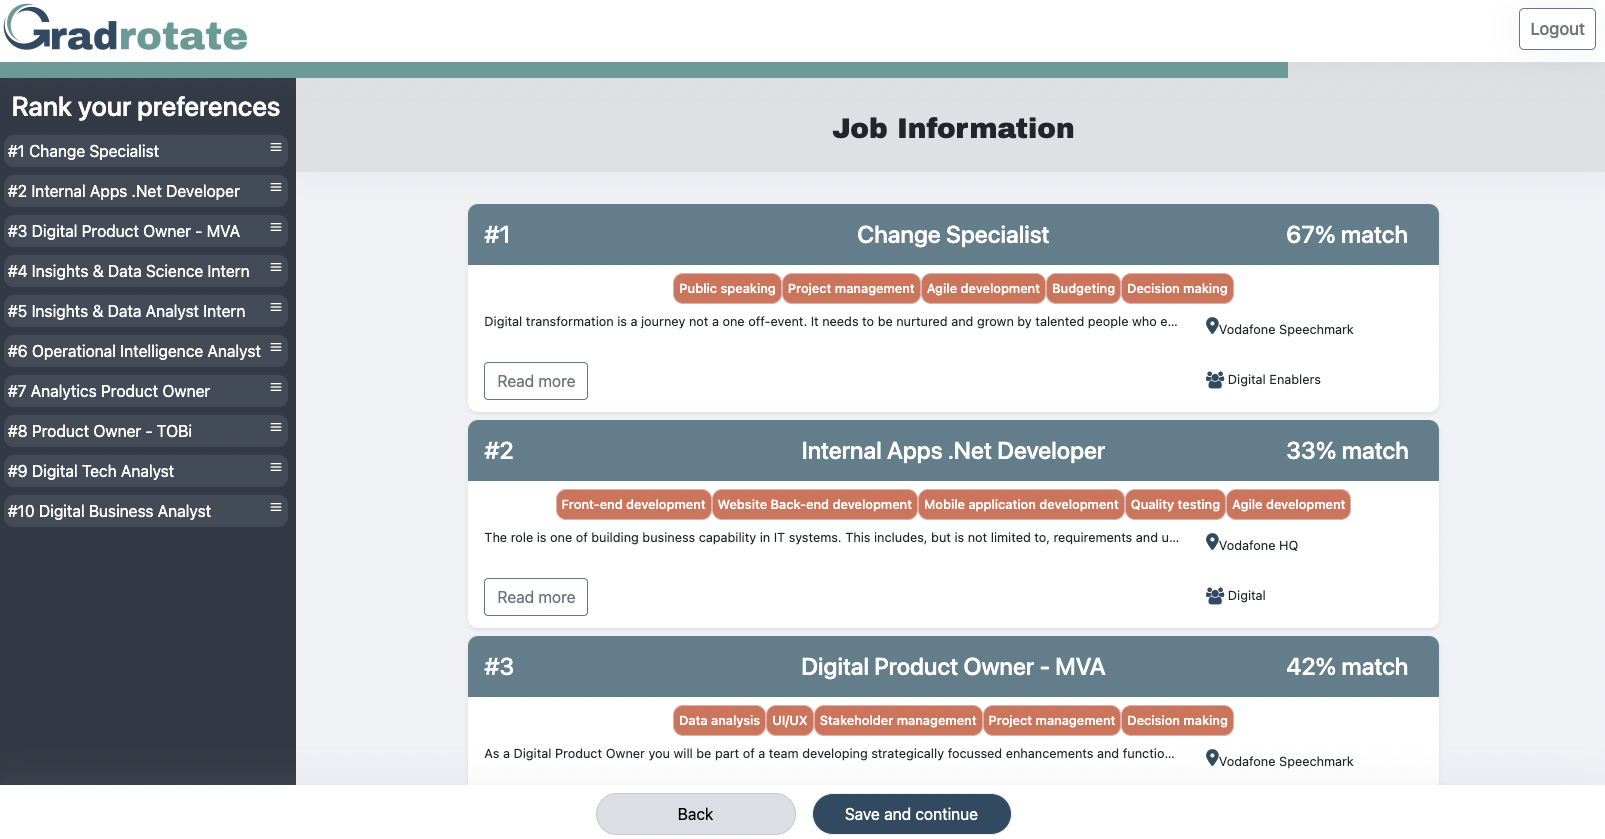 Gradrotate
Logout
Rank your preferences
#1 Change Specialist
#2 Internal Apps .Net Developer
#3 Digital Product Owner - MVA
#4 Insights & Data Science Intern
#5 Insights & Data Analyst Intern
#6 Operational Intelligence Analyst
#7 Analytics Product Owner
#8 Product Owner - TOBi
#9 Digital Tech Analyst
#10 Digital Business Analyst
Job Information
#1 Change Specialist 67% match
Public speaking Project management Agile development Budgeting Decision making
Digital transformation is a journey not a one off-event. It needs to be nurtured and grown by talented people who e...
Vodafone Speechmark
Read more
Digital Enablers
#2 Internal Apps .Net Developer 33% match
Front-end development Website Back-end development Mobile application development Quality testing Agile development
The role is one of building business capability in IT systems. This includes, but is not limited to, requirements and u...
Vodafone HQ
Read more
Digital
#3 Digital Product Owner - MVA 42% match
Data analysis UI/UX Stakeholder management Project management Decision making
As a Digital Product Owner you will be part of a team developing strategically focussed enhancements and functio...
Vodafone Speechmark
Back
Save and continue